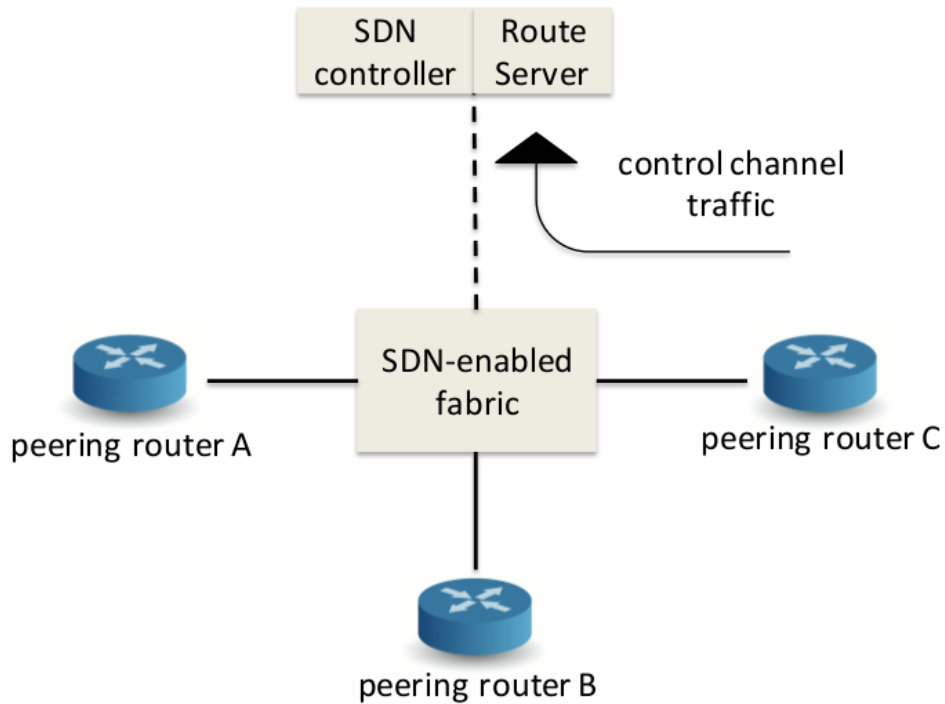 SDN
controller
Route
Server
control channel
traffic
SDN-enabled
fabric
peering router A
peering router C
peering router B